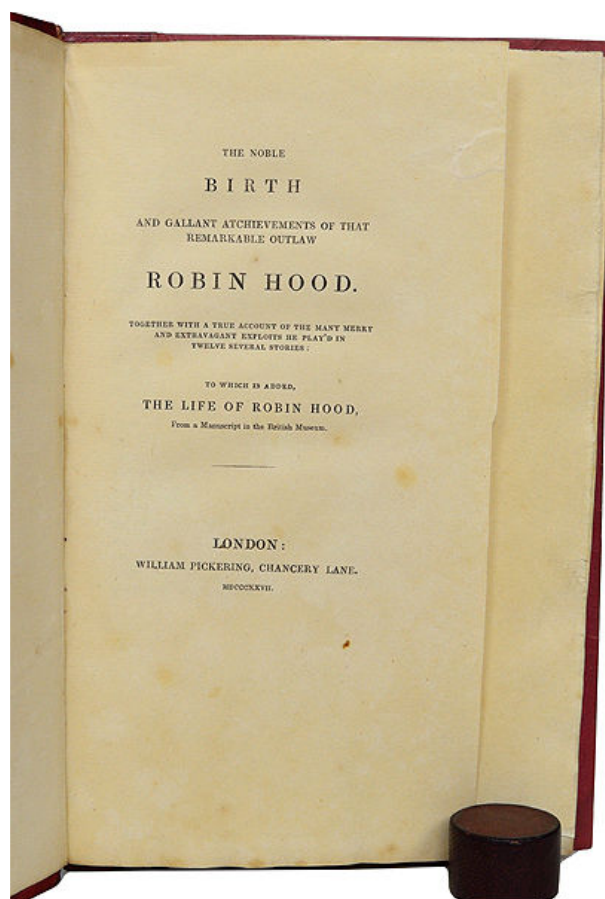 THE NOBLE
BIRTH
AND GALLANT ATCHIEVEMENTS OF THAT
REMARKABLE OUTLAW
ROBIN HOOD.
TOGETHER WITH A TRUE ACCOUNT OF THE MANY MERRY
AND EXTRAVAGANT EXPLOITS HE PLAY'D IN
TWELVE SEVERAL STORIES:
TO WHICH IS ADDED,
THE LIFE OF ROBIN HOOD,
From a Manuscript in the British Museum.
LONDON:
WILLIAM PICKERING, CHANCERY LANE.
MDCCCXXVII.